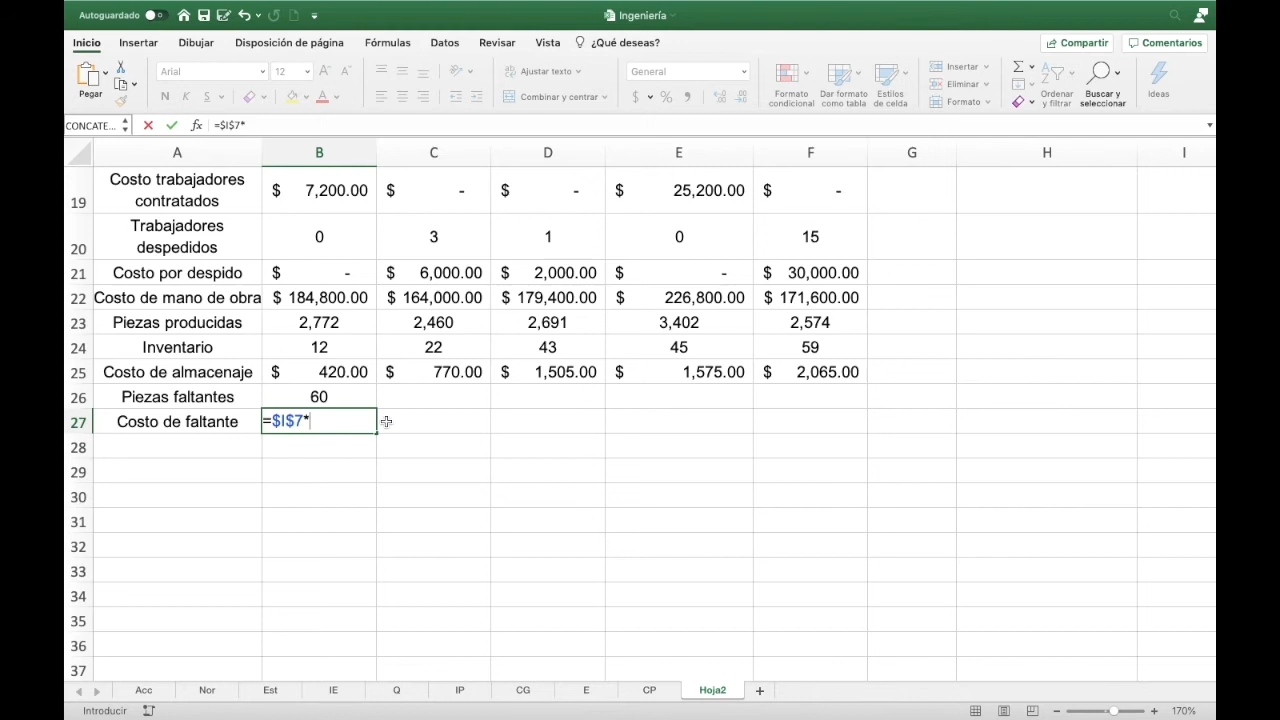 Autoguardado
Ingeniería
Inicio Insertar Dibujar Disposición de página Fórmulas Datos Revisar Vista ¿Qué deseas? Compartir Comentarios
Pegar
Arial 12
N K S
Ajustar texto
Combinar y centrar
General
$ %
Formato condicional
Dar formato como tabla
Estilos de celda
Insertar
Eliminar
Formato
Ordenar y filtrar
Buscar y seleccionar
Ideas
CONCATE... fx =$I$7*
A B C D E F G H I
19 Costo trabajadores contratados $ 7,200.00 $ - $ - $ 25,200.00 $ -
20 Trabajadores despedidos 0 3 1 0 15
21 Costo por despido $ - $ 6,000.00 $ 2,000.00 $ - $ 30,000.00
22 Costo de mano de obra $ 184,800.00 $ 164,000.00 $ 179,400.00 $ 226,800.00 $ 171,600.00
23 Piezas producidas 2,772 2,460 2,691 3,402 2,574
24 Inventario 12 22 43 45 59
25 Costo de almacenaje $ 420.00 $ 770.00 $ 1,505.00 $ 1,575.00 $ 2,065.00
26 Piezas faltantes 60
27 Costo de faltante =$I$7*
28
29
30
31
32
33
34
35
36
37
Acc Nor Est IE Q IP CG E CP Hoja2 +
Introducir 170%